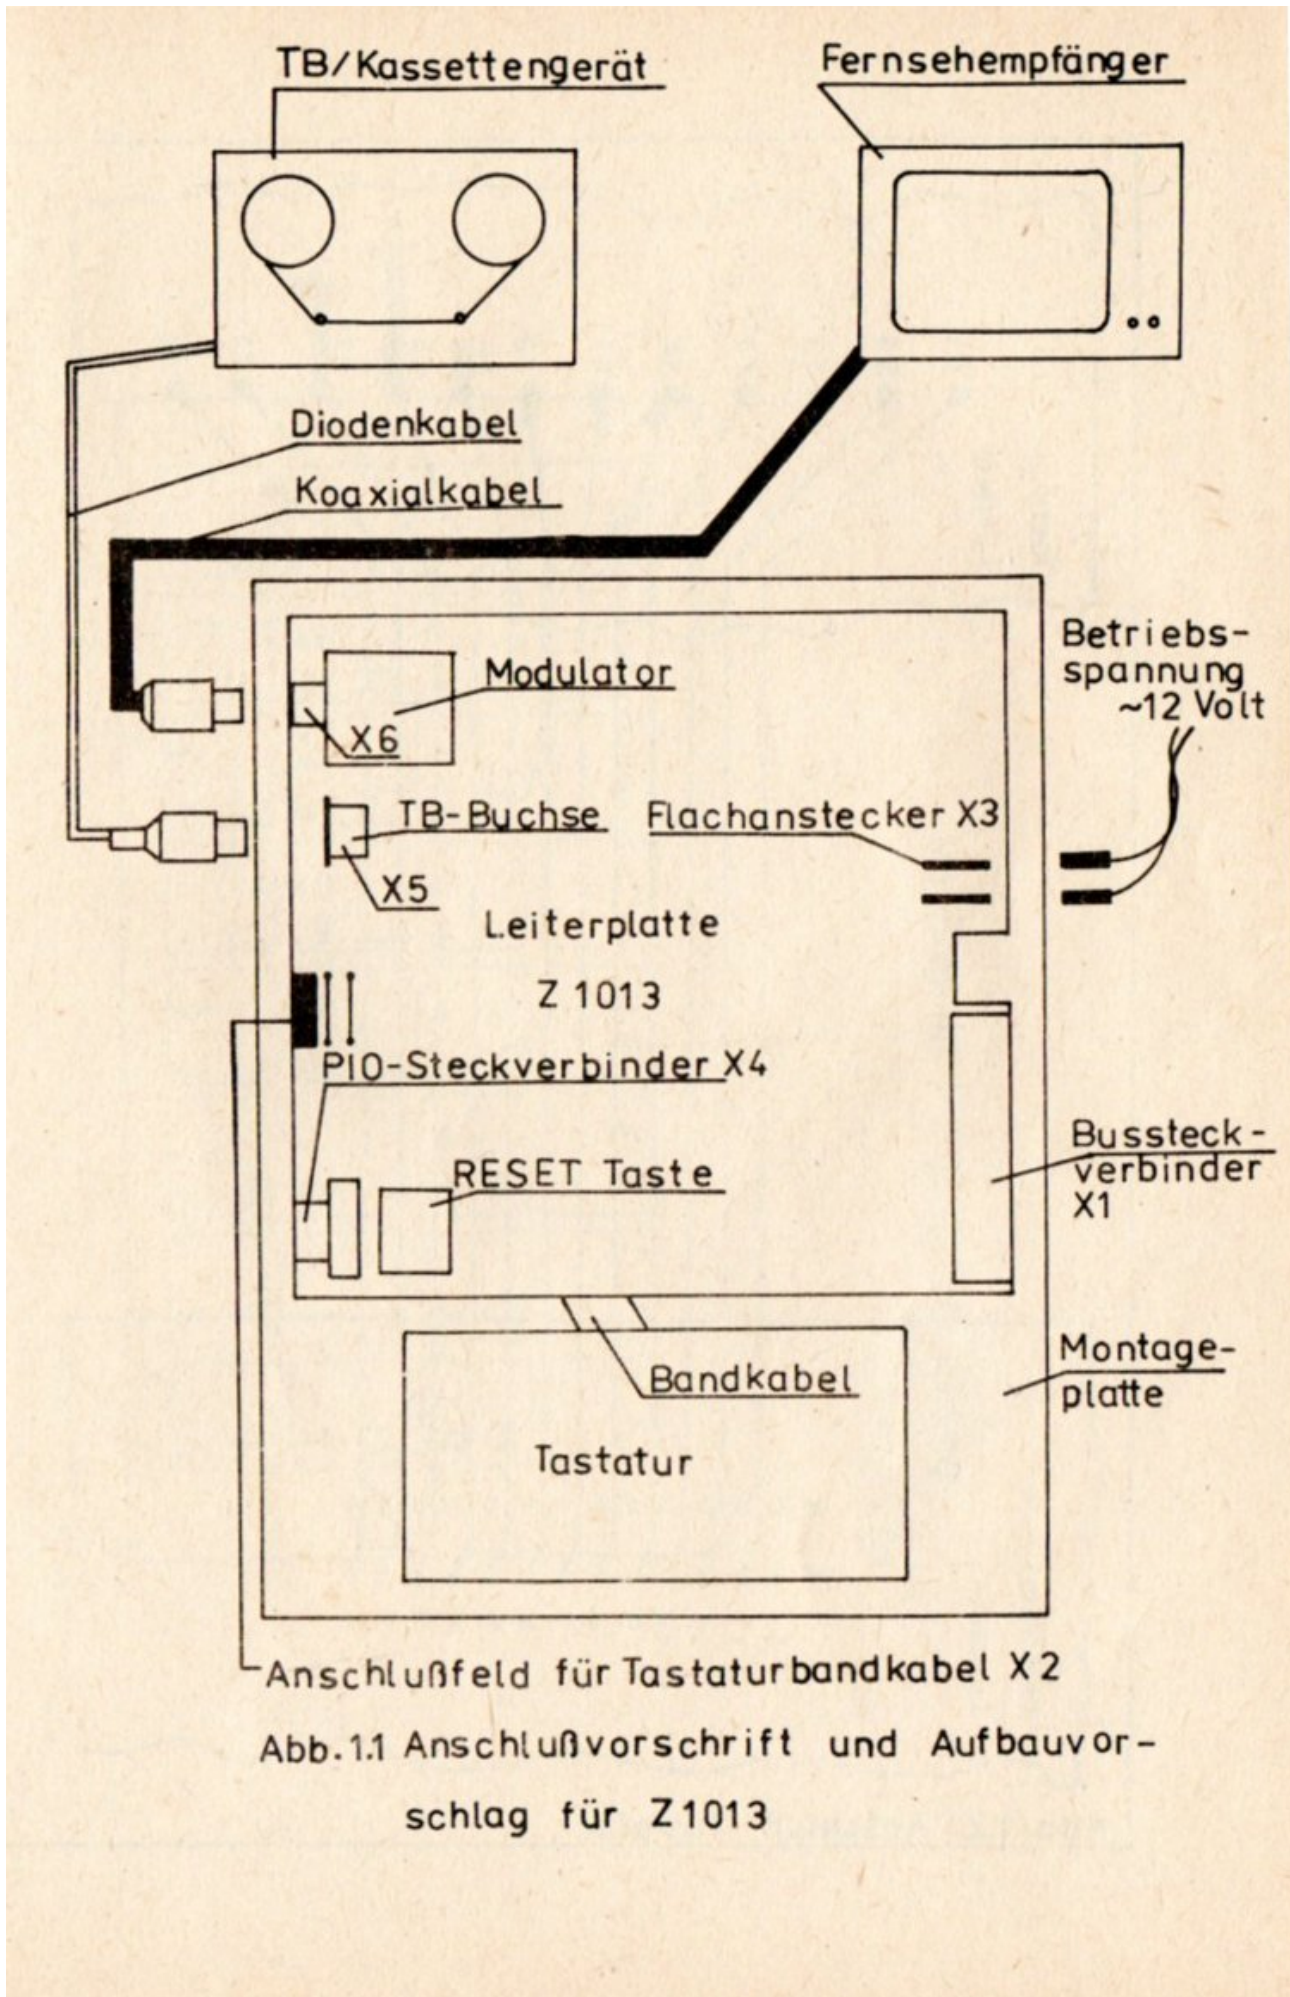 TB/Kassettengerät
Fernsehempfänger
Diodenkabel
Koaxialkabel
Betriebs-
spannung
~12 Volt
Modulator
X6
TB-Buchse
Flachanstecker X3
X5
Leiterplatte
Z 1013
PIO-Steckverbinder X4
RESET Taste
Bussteck-
verbinder
X1
Bandkabel
Montage-
platte
Tastatur
Anschlußfeld für Tastaturbandkabel X2
Abb.1.1 Anschlußvorschrift und Aufbauvor-
schlag für Z1013